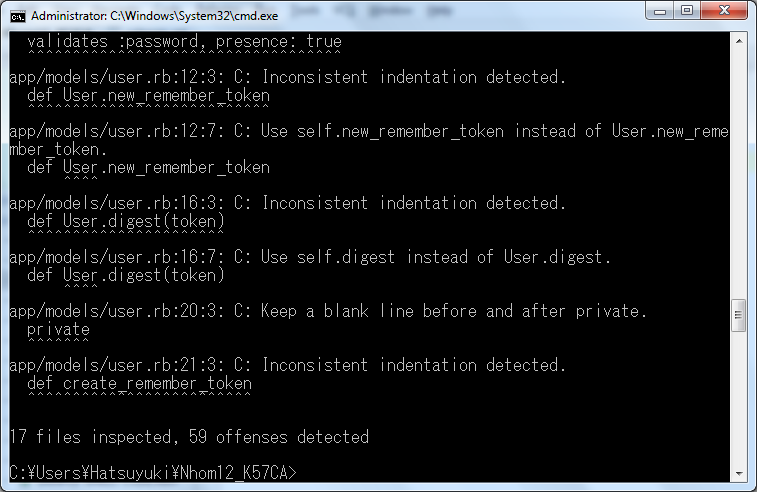 Administrator: C:\Windows\System32\cmd.exe
validates :password, presence: true
^^^^^^^^^^^^^^^^^^^^^^^^^^^^^^^^^^^
app/models/user.rb:12:3: C: Inconsistent indentation detected.
def User.new_remember_token
^^^^^^^^^^^^^^^^^^^^^^^^^^^
app/models/user.rb:12:7: C: Use self.new_remember_token instead of User.new_reme
mber_token.
def User.new_remember_token
^^^^
app/models/user.rb:16:3: C: Inconsistent indentation detected.
def User.digest(token)
^^^^^^^^^^^^^^^^^^^^^^
app/models/user.rb:16:7: C: Use self.digest instead of User.digest.
def User.digest(token)
^^^^
app/models/user.rb:20:3: C: Keep a blank line before and after private.
private
^^^^^^^
app/models/user.rb:21:3: C: Inconsistent indentation detected.
def create_remember_token
^^^^^^^^^^^^^^^^^^^^^^^^^
17 files inspected, 59 offenses detected
C:¥Users¥Hatsuyuki¥Nhom12_K57CA>